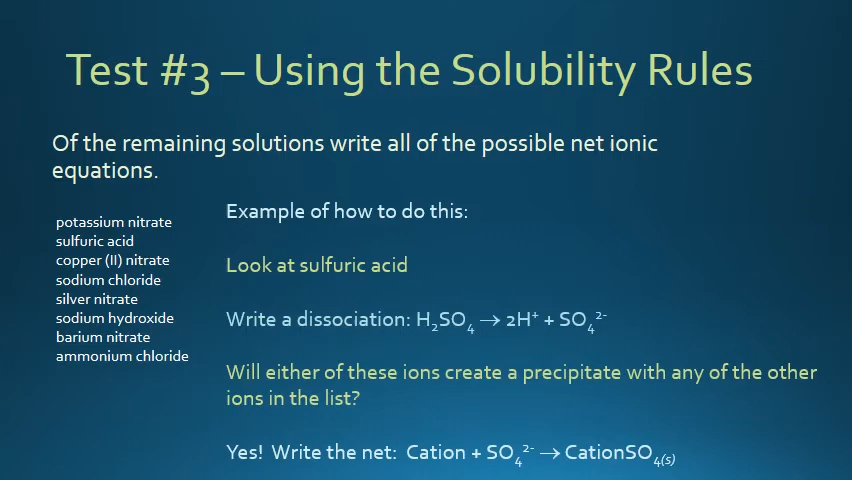 Test #3 – Using the Solubility Rules
Of the remaining solutions write all of the possible net ionic
equations.
potassium nitrate
sulfuric acid
copper (II) nitrate
sodium chloride
silver nitrate
sodium hydroxide
barium nitrate
ammonium chloride
Example of how to do this:
Look at sulfuric acid
Write a dissociation: H₂SO₄ → 2H⁺ + SO₄²⁻
Will either of these ions create a precipitate with any of the other
ions in the list?
Yes! Write the net: Cation + SO₄²⁻ → CationSO₄₍ₛ₎